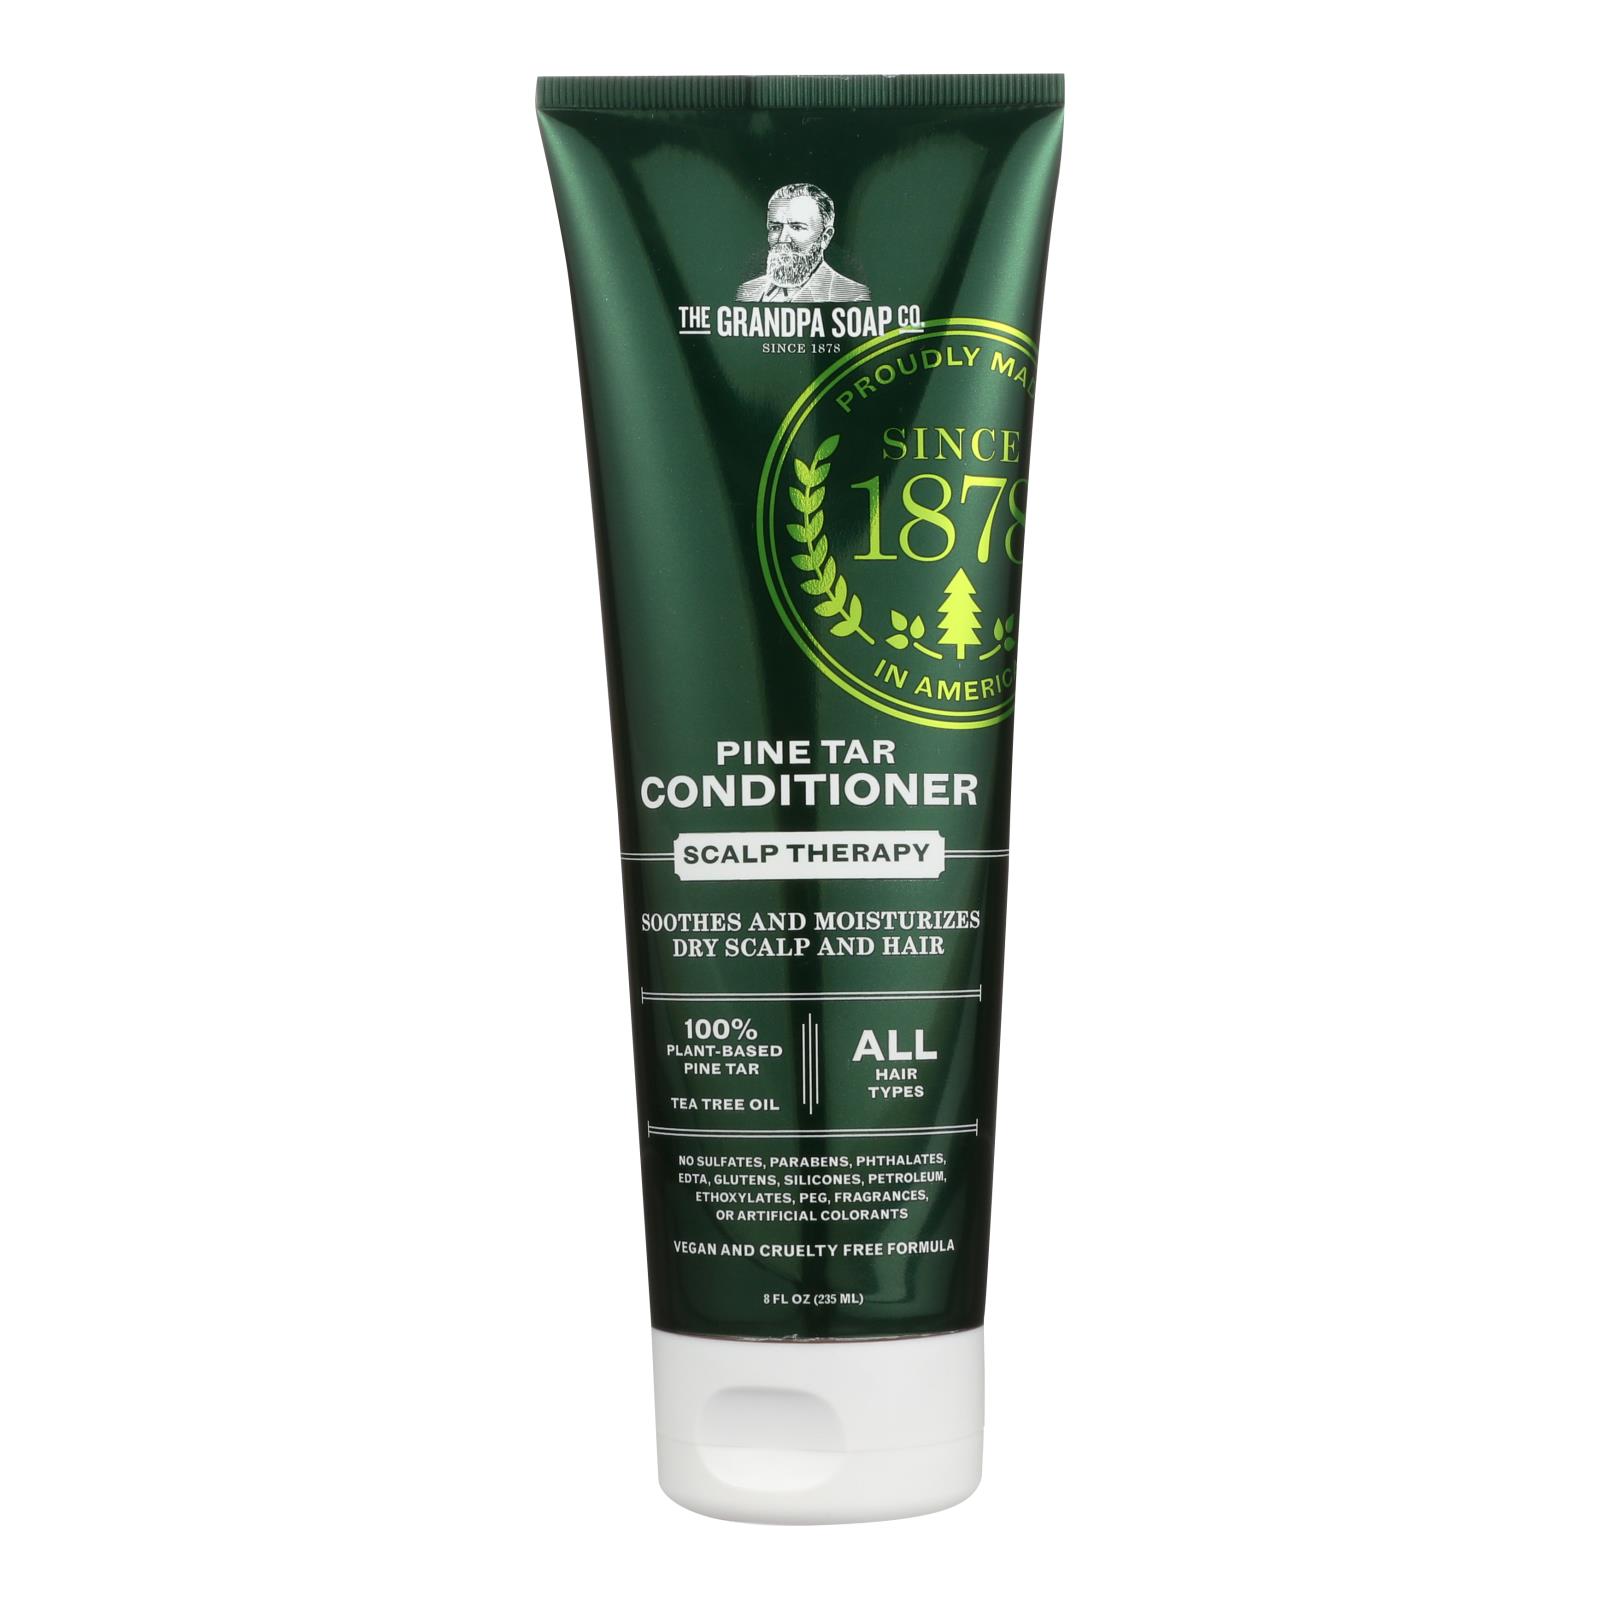 THE GRANDPA SOAP CO.
SINCE 1878
PROUDLY
SINCE
1878
IN
PINE TAR
CONDITIONER
SCALP THERAPY
SOOTHES AND MOISTURIZES
DRY SCALP AND HAIR
100%
PLANT-BASED
PINE TAR
TEA TREE OIL
ALL
HAIR
TYPES
NO SULFATES, PARABENS, PHTHALATES,
EDTA, GLUTENS, SILICONES, PETROLEUM,
ETHOXYLATES, PEG, FRAGRANCES,
OR ARTIFICIAL COLORANTS
VEGAN AND CRUELTY FREE FORMULA
8 FL OZ (235 ML)